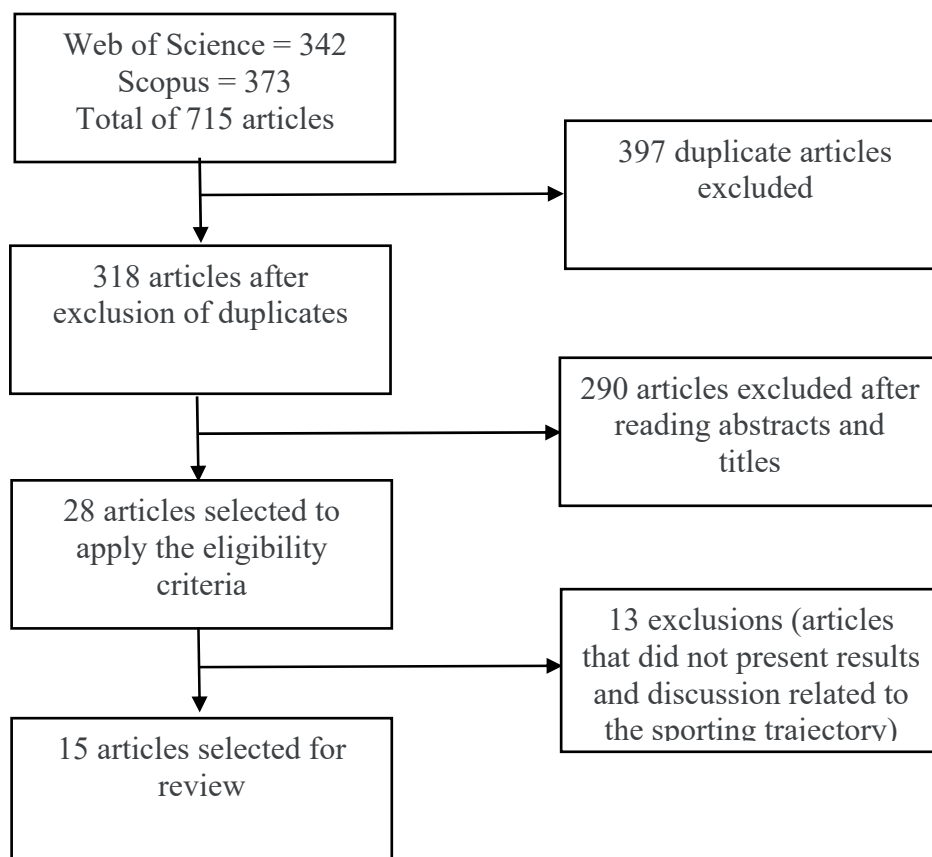 Web of Science = 342
Scopus = 373
Total of 715 articles
397 duplicate articles
excluded
318 articles after
exclusion of duplicates
290 articles excluded after
reading abstracts and
titles
28 articles selected to
apply the eligibility
criteria
13 exclusions (articles
that did not present results
and discussion related to
the sporting trajectory)
15 articles selected for
review